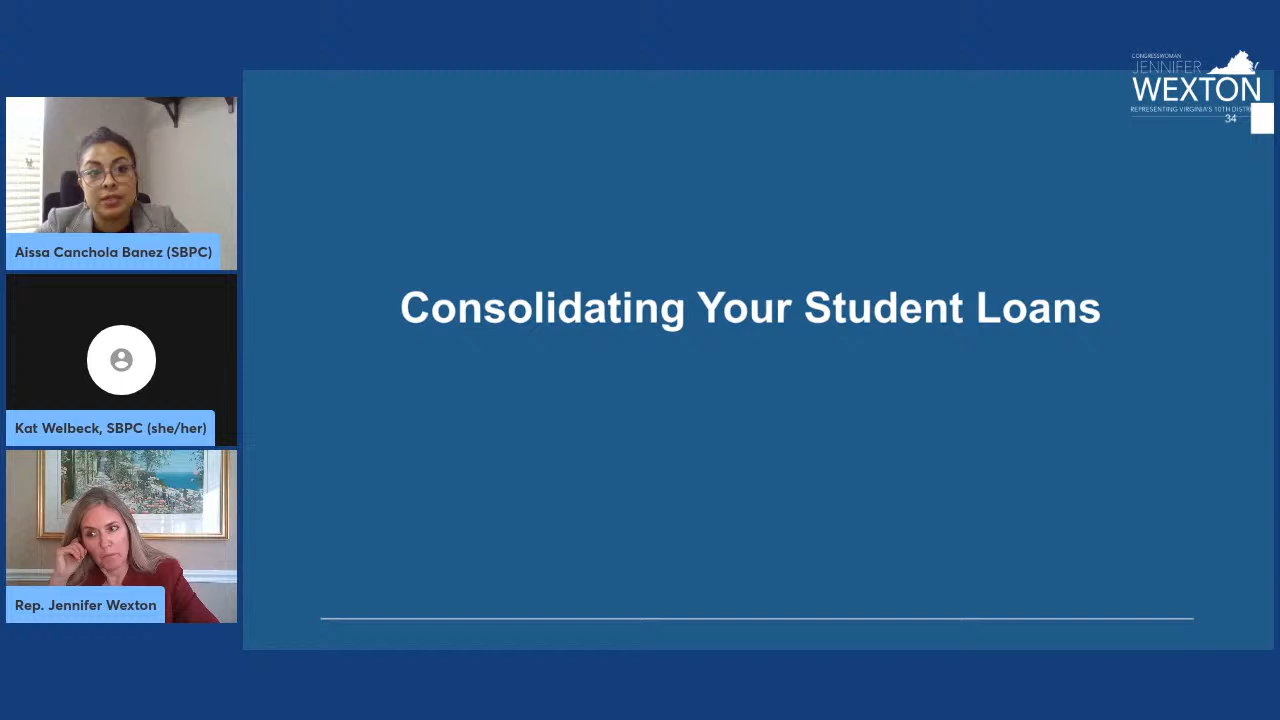 CONGRESSWOMAN
JENNIFER
WEXTON
REPRESENTING VIRGINIA'S 10TH
34
Aissa Canchola Banez (SBPC)
Consolidating Your Student Loans
Kat Welbeck, SBPC (she/her)
Rep. Jennifer Wexton